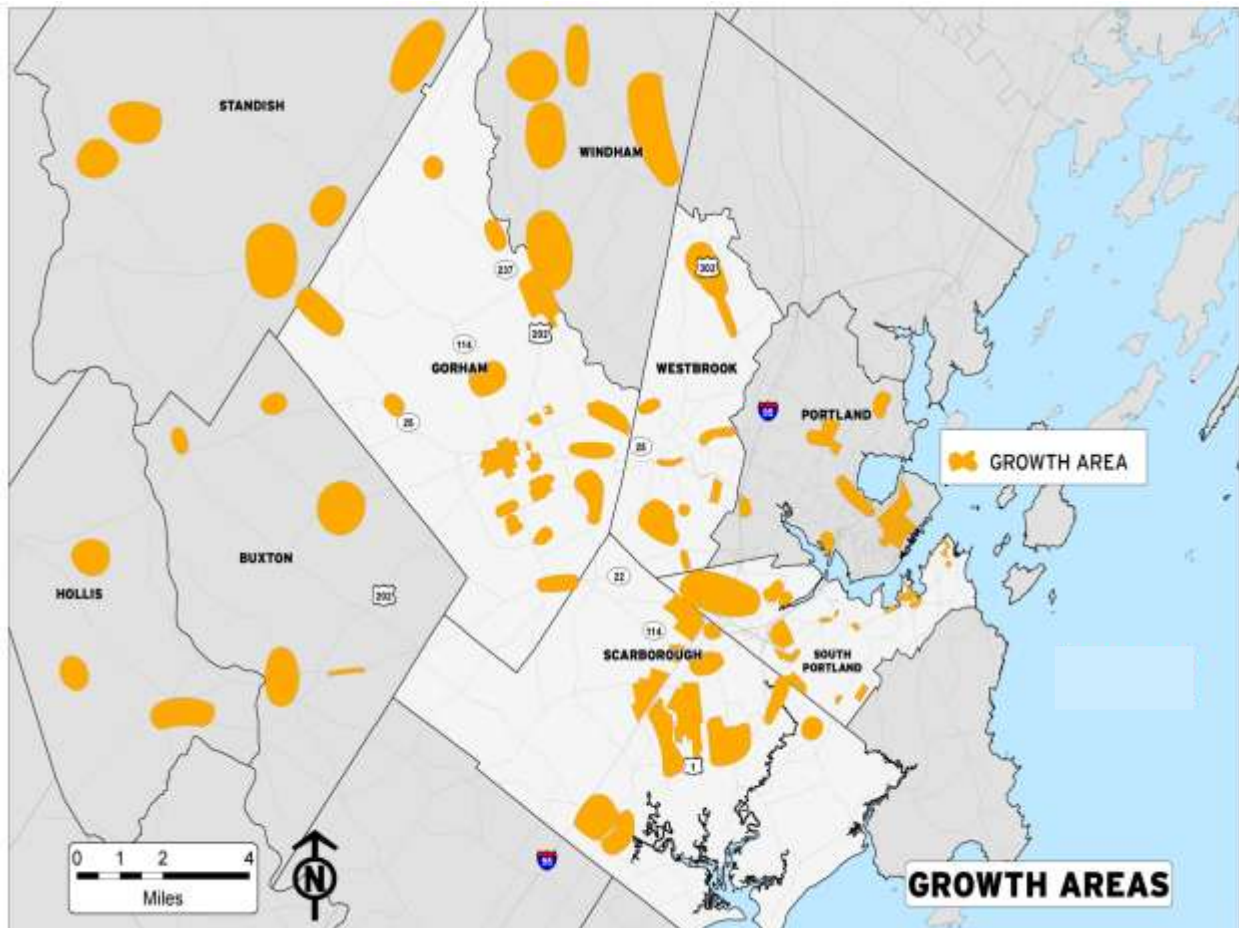 STANDISH
WINDHAM
302
237
202
114
GORHAM
WESTBROOK
25
95
PORTLAND
25
GROWTH AREA
BUXTON
HOLLIS
202
22
114
SCARBOROUGH
SOUTH
PORTLAND
1
0 1 2 4
Miles
N
95
GROWTH AREAS